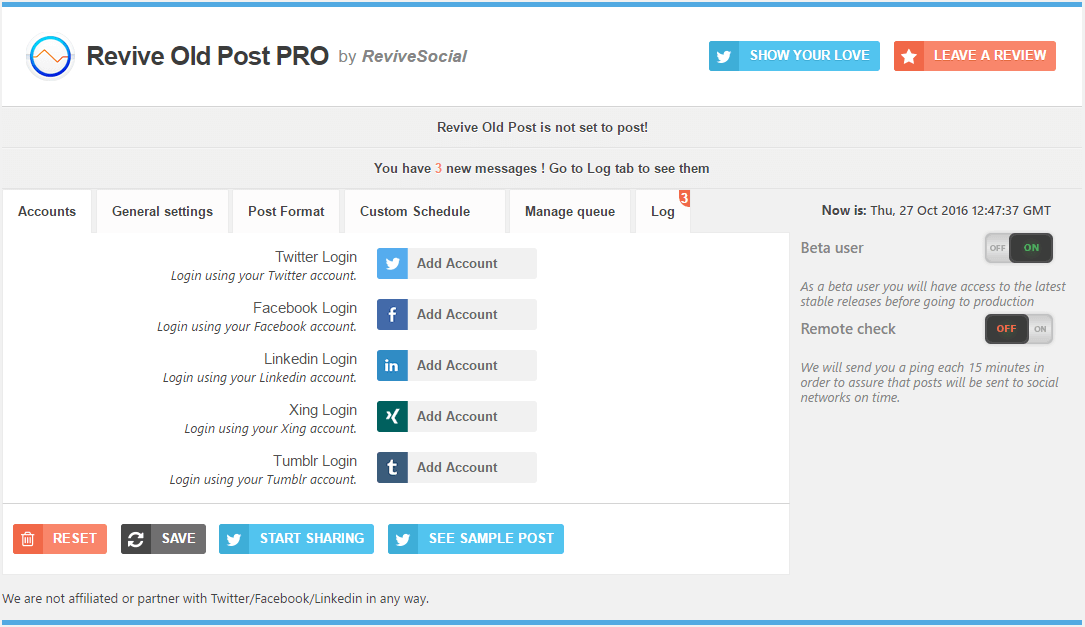 Revive Old Post PRO by ReviveSocial
SHOW YOUR LOVE
LEAVE A REVIEW
Revive Old Post is not set to post!
You have 3 new messages ! Go to Log tab to see them
Accounts
General settings
Post Format
Custom Schedule
Manage queue
Log
3
Now is: Thu, 27 Oct 2016 12:47:37 GMT
Twitter Login
Login using your Twitter account.
Add Account
Facebook Login
Login using your Facebook account.
f
Add Account
Linkedin Login
Login using your Linkedin account.
in
Add Account
Xing Login
Login using your Xing account.
Add Account
Tumblr Login
Login using your Tumblr account.
t
Add Account
Beta user
OFF
ON
As a beta user you will have access to the latest
stable releases before going to production
Remote check
OFF
ON
We will send you a ping each 15 minutes in
order to assure that posts will be sent to social
networks on time.
RESET
SAVE
START SHARING
SEE SAMPLE POST
We are not affiliated or partner with Twitter/Facebook/Linkedin in any way.